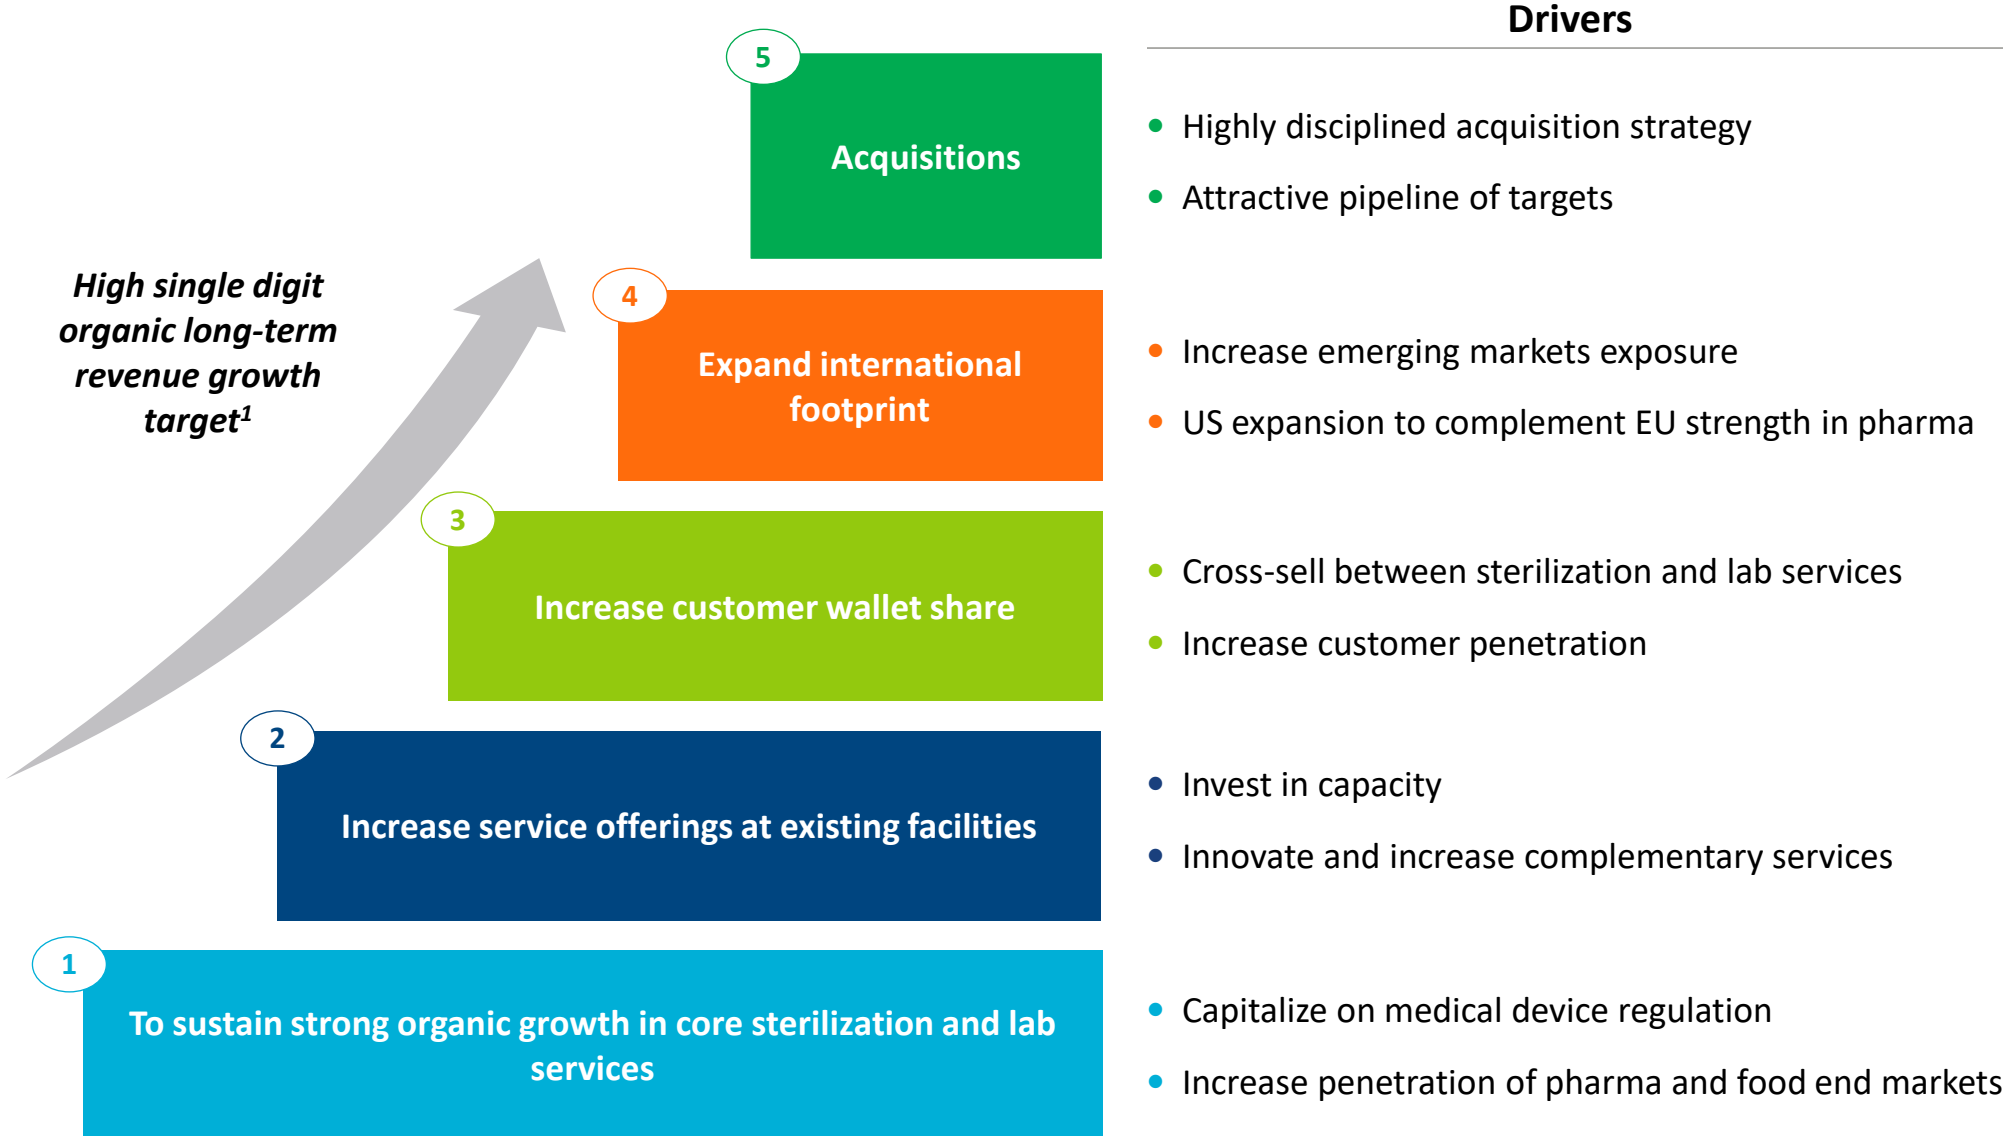 Drivers
5
Acquisitions
• Highly disciplined acquisition strategy
• Attractive pipeline of targets
High single digit
organic long-term
revenue growth
target¹
4
Expand international
footprint
• Increase emerging markets exposure
• US expansion to complement EU strength in pharma
3
Increase customer wallet share
• Cross-sell between sterilization and lab services
• Increase customer penetration
2
Increase service offerings at existing facilities
• Invest in capacity
• Innovate and increase complementary services
1
To sustain strong organic growth in core sterilization and lab
services
• Capitalize on medical device regulation
• Increase penetration of pharma and food end markets